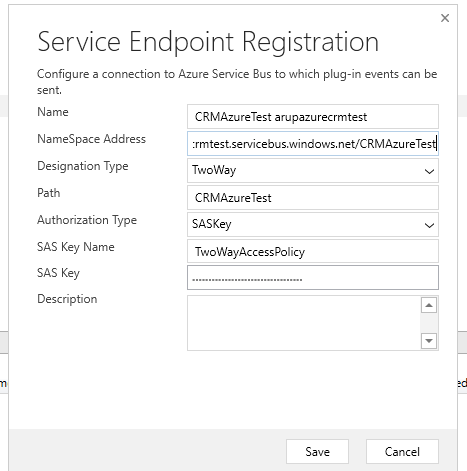 Service Endpoint Registration
Configure a connection to Azure Service Bus to which plug-in events can be
sent.
Name
CRMAzureTest arupazurecrmtest
NameSpace Address
:rmtest.servicebus.windows.net/CRMAzureTest
Designation Type
TwoWay
Path
CRMAzureTest
Authorization Type
SASKey
SAS Key Name
TwoWayAccessPolicy
SAS Key
Description
Save
Cancel